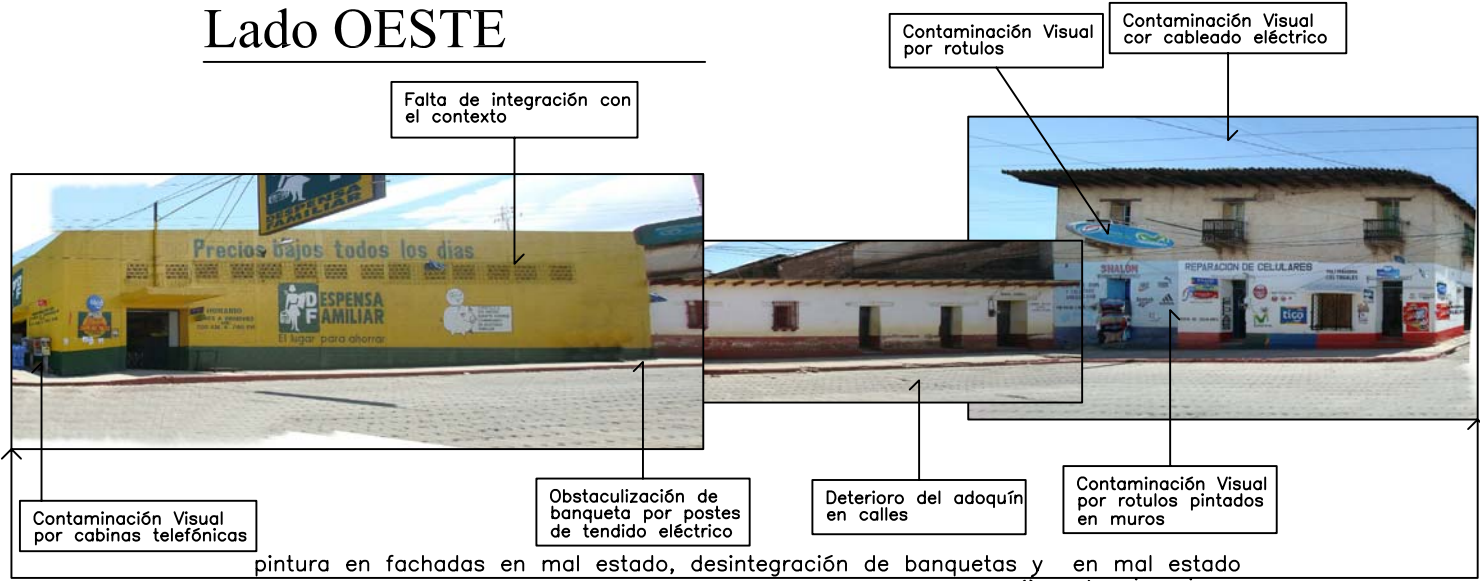 Lado OESTE
Contaminación Visual
por rotulos
Contaminación Visual
cor cableado eléctrico
Falta de integración con
el contexto
DESPENSA
FAMILIAR
Precios bajos todos los días
DESPENSA
FAMILIAR
El lugar para ahorrar
HORARIO
SHALOM
REPARACION DE CELULARES
tigo
Contaminación Visual
por cabinas telefónicas
Obstaculización de
banqueta por postes
de tendido eléctrico
Deterioro del adoquín
en calles
Contaminación Visual
por rotulos pintados
en muros
pintura en fachadas en mal estado, desintegración de banquetas y en mal estado